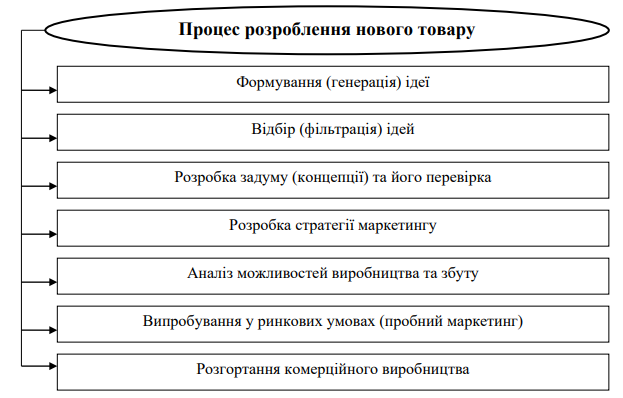 Процес розроблення нового товару
Формування (генерація) ідеї
Відбір (фільтрація) ідей
Розробка задуму (концепції) та його перевірка
Розробка стратегії маркетингу
Аналіз можливостей виробництва та збуту
Випробування у ринкових умовах (пробний маркетинг)
Розгортання комерційного виробництва